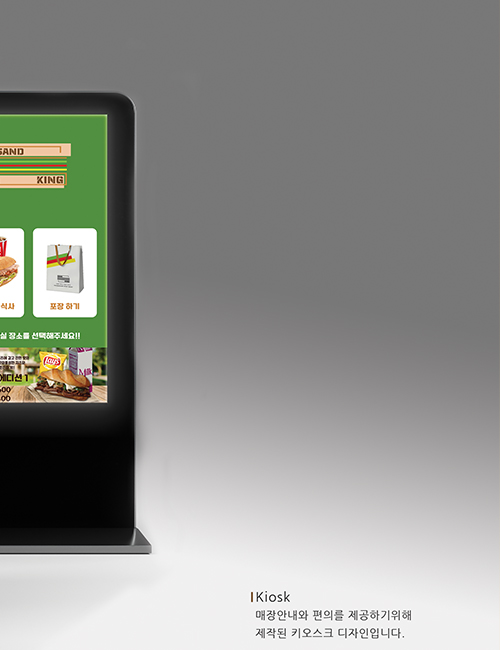 SAND
KING
식사
포장 하기
실 장소를 선택해주세요!!
Lay's
Milk
에디션 1
Kiosk
매장안내와 편의를 제공하기위해
제작된 키오스크 디자인입니다.